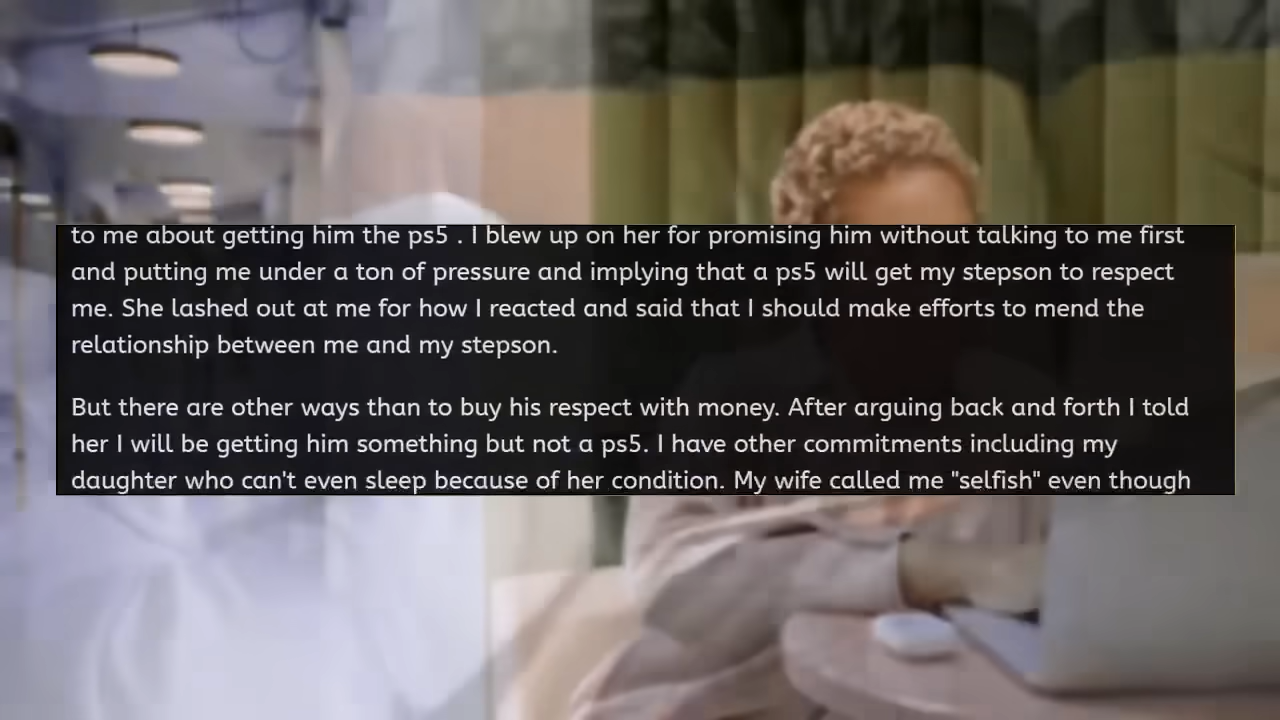 to me about getting him the ps5 . I blew up on her for promising him without talking to me first
and putting me under a ton of pressure and implying that a ps5 will get my stepson to respect
me. She lashed out at me for how I reacted and said that I should make efforts to mend the
relationship between me and my stepson.
But there are other ways than to buy his respect with money. After arguing back and forth I told
her I will be getting him something but not a ps5. I have other commitments including my
daughter who can't even sleep because of her condition. My wife called me "selfish" even though